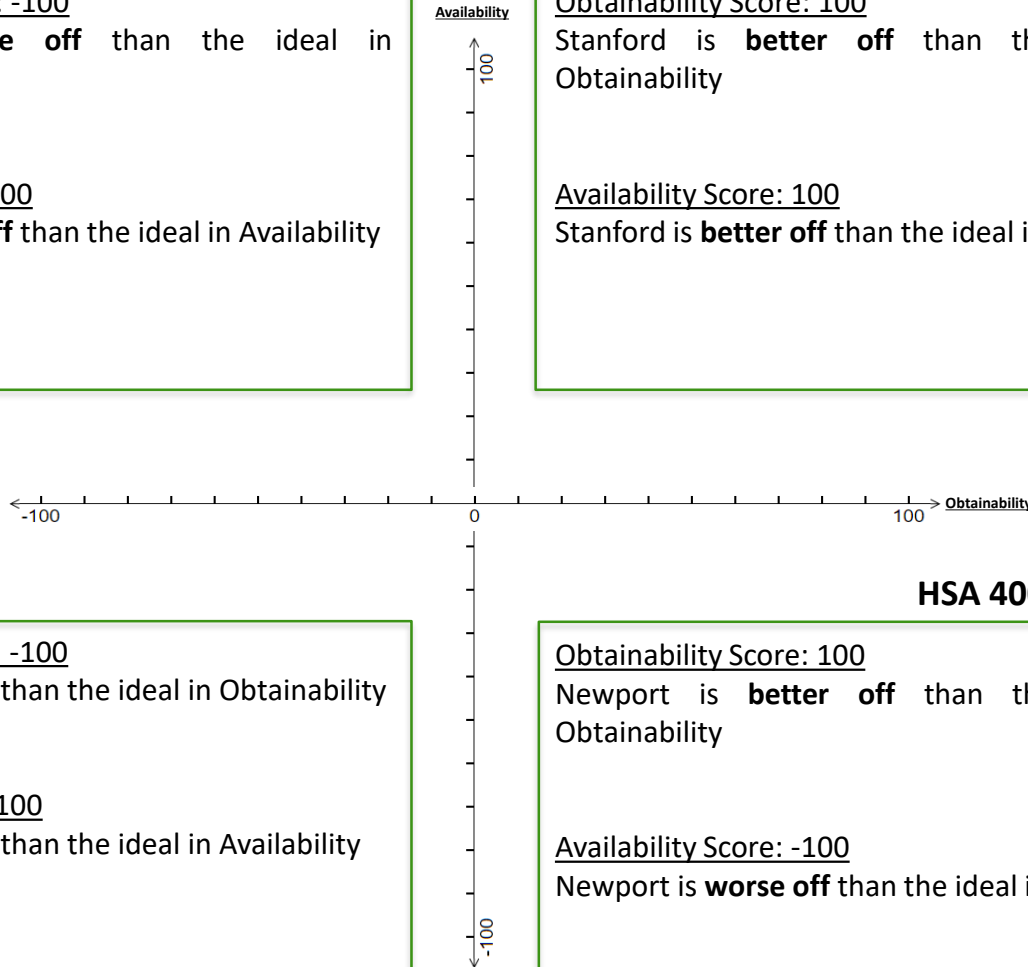 -100
off than the ideal in
00
than the ideal in Availability
Availability
100
Obtainability Score: 100
Stanford is better off than
Obtainability
Availability Score: 100
Stanford is better off than the ideal
-100
0
100
Obtainability
-100
HSA
-100
than the ideal in Obtainability
100
than the ideal in Availability
Obtainability Score: 100
Newport is better off than
Obtainability
Availability Score: -100
Newport is worse off than the ideal